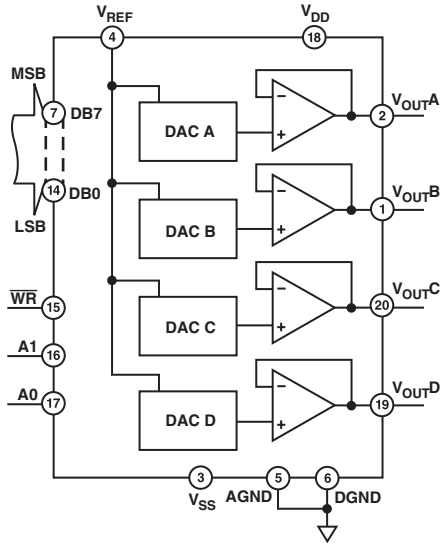 VREF
VDD
4
18
MSB
7
DB7
DAC A
−
+
2
VOUTA
14
DB0
LSB
DAC B
−
+
1
VOUTB
W̅R̅
15
DAC C
−
+
20
VOUTC
A1
16
A0
17
DAC D
−
+
19
VOUTD
3
5
6
VSS
AGND
DGND